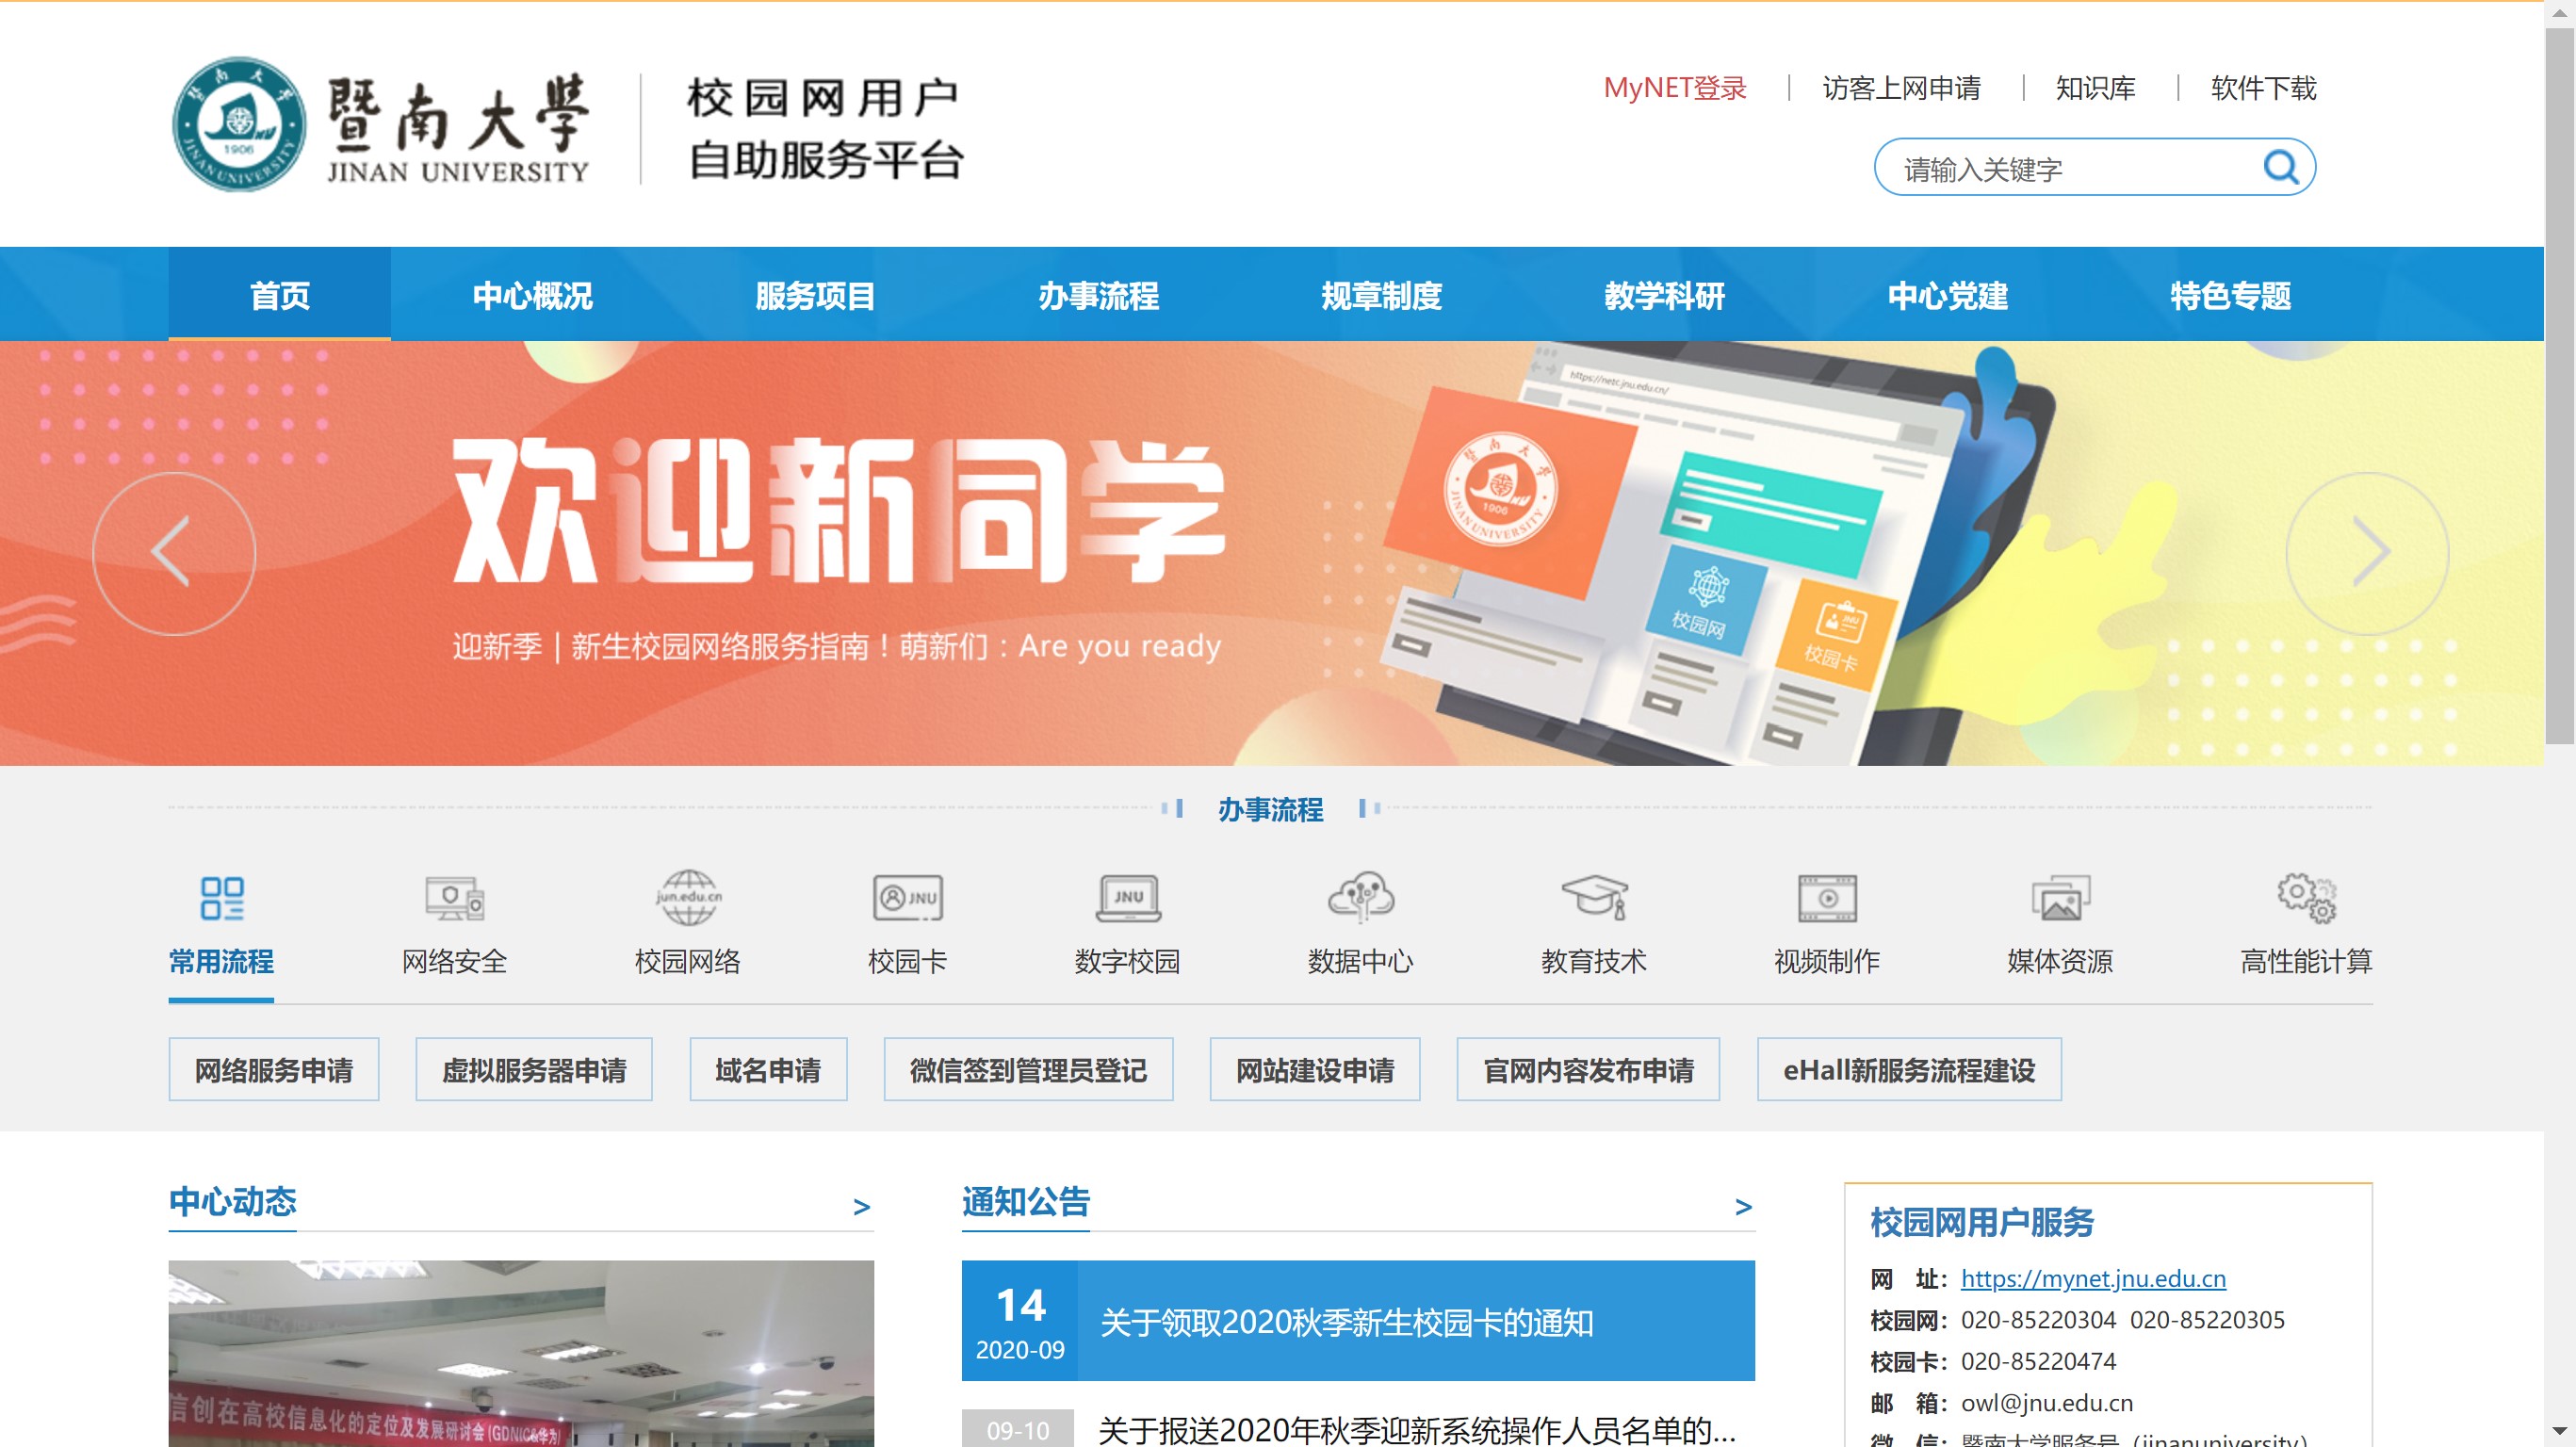 暨南大学
JINAN UNIVERSITY
校园网用户
自助服务平台
MyNET登录
访客上网申请
知识库
软件下载
请输入关键字
首页
中心概况
服务项目
办事流程
规章制度
教学科研
中心党建
特色专题
欢迎新同学
迎新季 | 新生校园网络服务指南！萌新们：Are you ready
https://netc.jnu.edu.cn/
暨南大学
1906
JINAN UNIVERSITY
校园网
JNU
校园卡
办事流程
jun.edu.cn
JNU
JNU
常用流程
网络安全
校园网络
校园卡
数字校园
数据中心
教育技术
视频制作
媒体资源
高性能计算
网络服务申请
虚拟服务器申请
域名申请
微信签到管理员登记
网站建设申请
官网内容发布申请
eHall新服务流程建设
中心动态 >
信创在高校信息化的定位及发展研讨会(GDNIC&华为)
通知公告 >
14
2020-09
关于领取2020秋季新生校园卡的通知
09-10 关于报送2020年秋季迎新系统操作人员名单的...
校园网用户服务
网 址：https://mynet.jnu.edu.cn
校园网：020-85220304 020-85220305
校园卡：020-85220474
邮 箱：owl@jnu.edu.cn
微 信：暨南大学服务号（jinanuniversity）